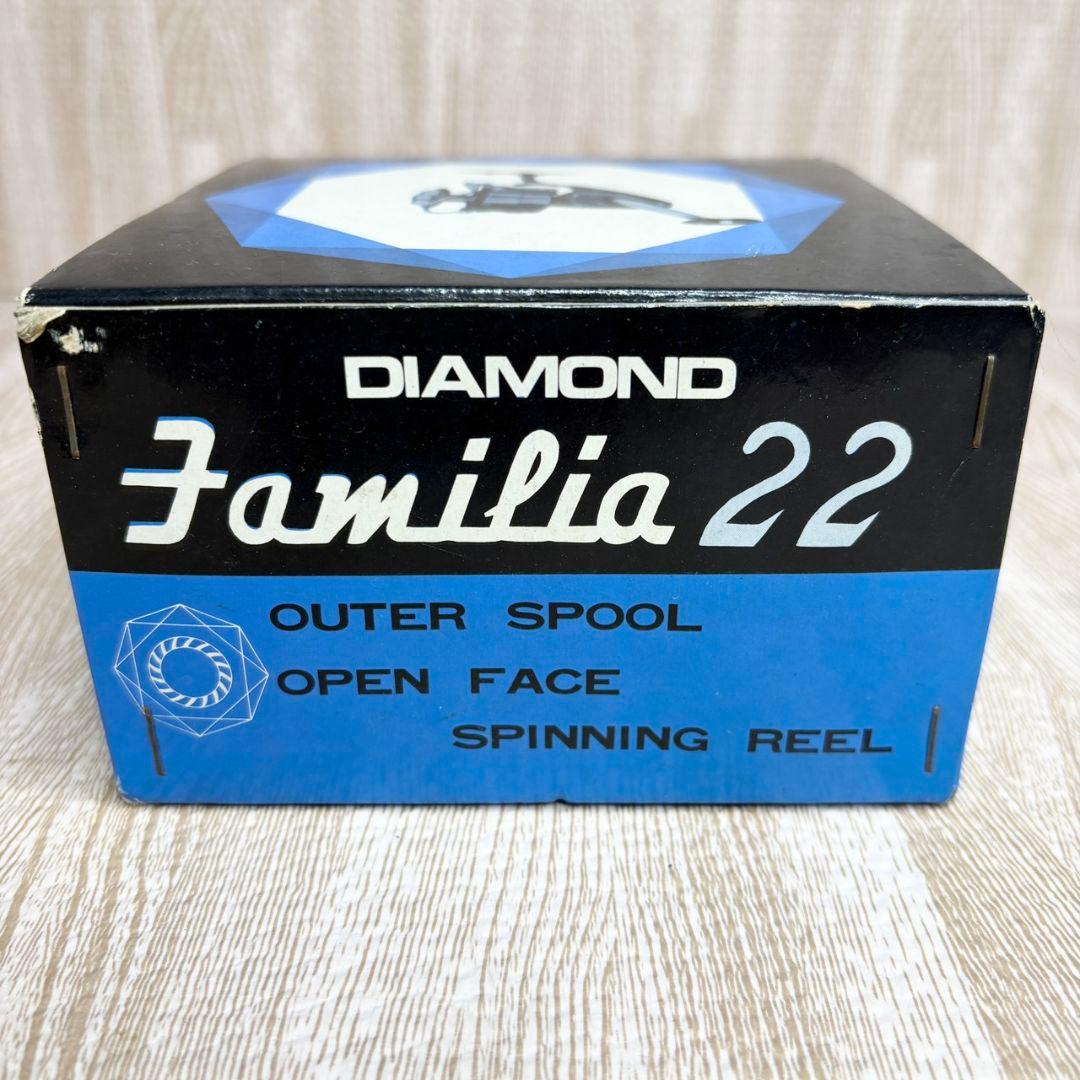 DIAMOND
Familia 22
OUTER SPOOL
OPEN FACE
SPINNING REEL